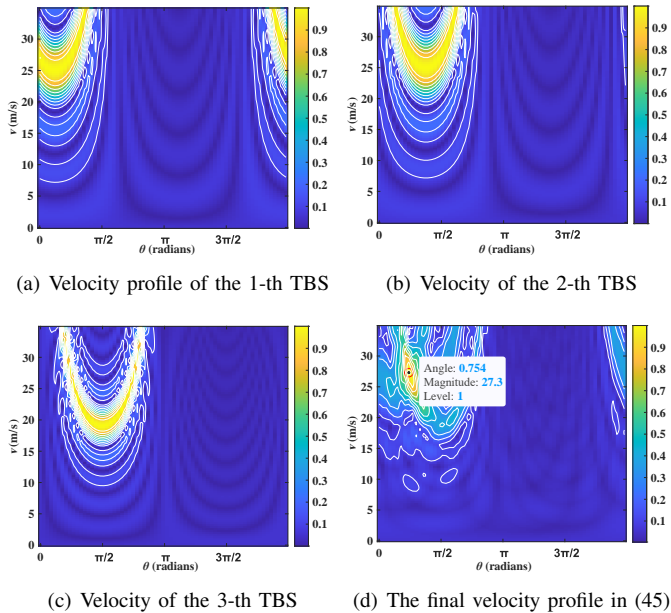 35
30
25
20
15
10
5
0
v (m/s)
0
π/2
π
3π/2
θ (radians)
0.9
0.8
0.7
0.6
0.5
0.4
0.3
0.2
0.1
(a) Velocity profile of the 1-th TBS
35
30
25
20
15
10
5
0
v (m/s)
0
π/2
π
3π/2
θ (radians)
0.9
0.8
0.7
0.6
0.5
0.4
0.3
0.2
0.1
(b) Velocity of the 2-th TBS
35
30
25
20
15
10
5
0
v (m/s)
0
π/2
π
3π/2
θ (radians)
0.9
0.8
0.7
0.6
0.5
0.4
0.3
0.2
0.1
(c) Velocity of the 3-th TBS
35
30
25
20
15
10
5
0
v (m/s)
0
π/2
π
3π/2
θ (radians)
Angle: 0.754
Magnitude: 27.3
Level: 1
0.9
0.8
0.7
0.6
0.5
0.4
0.3
0.2
0.1
(d) The final velocity profile in (45)